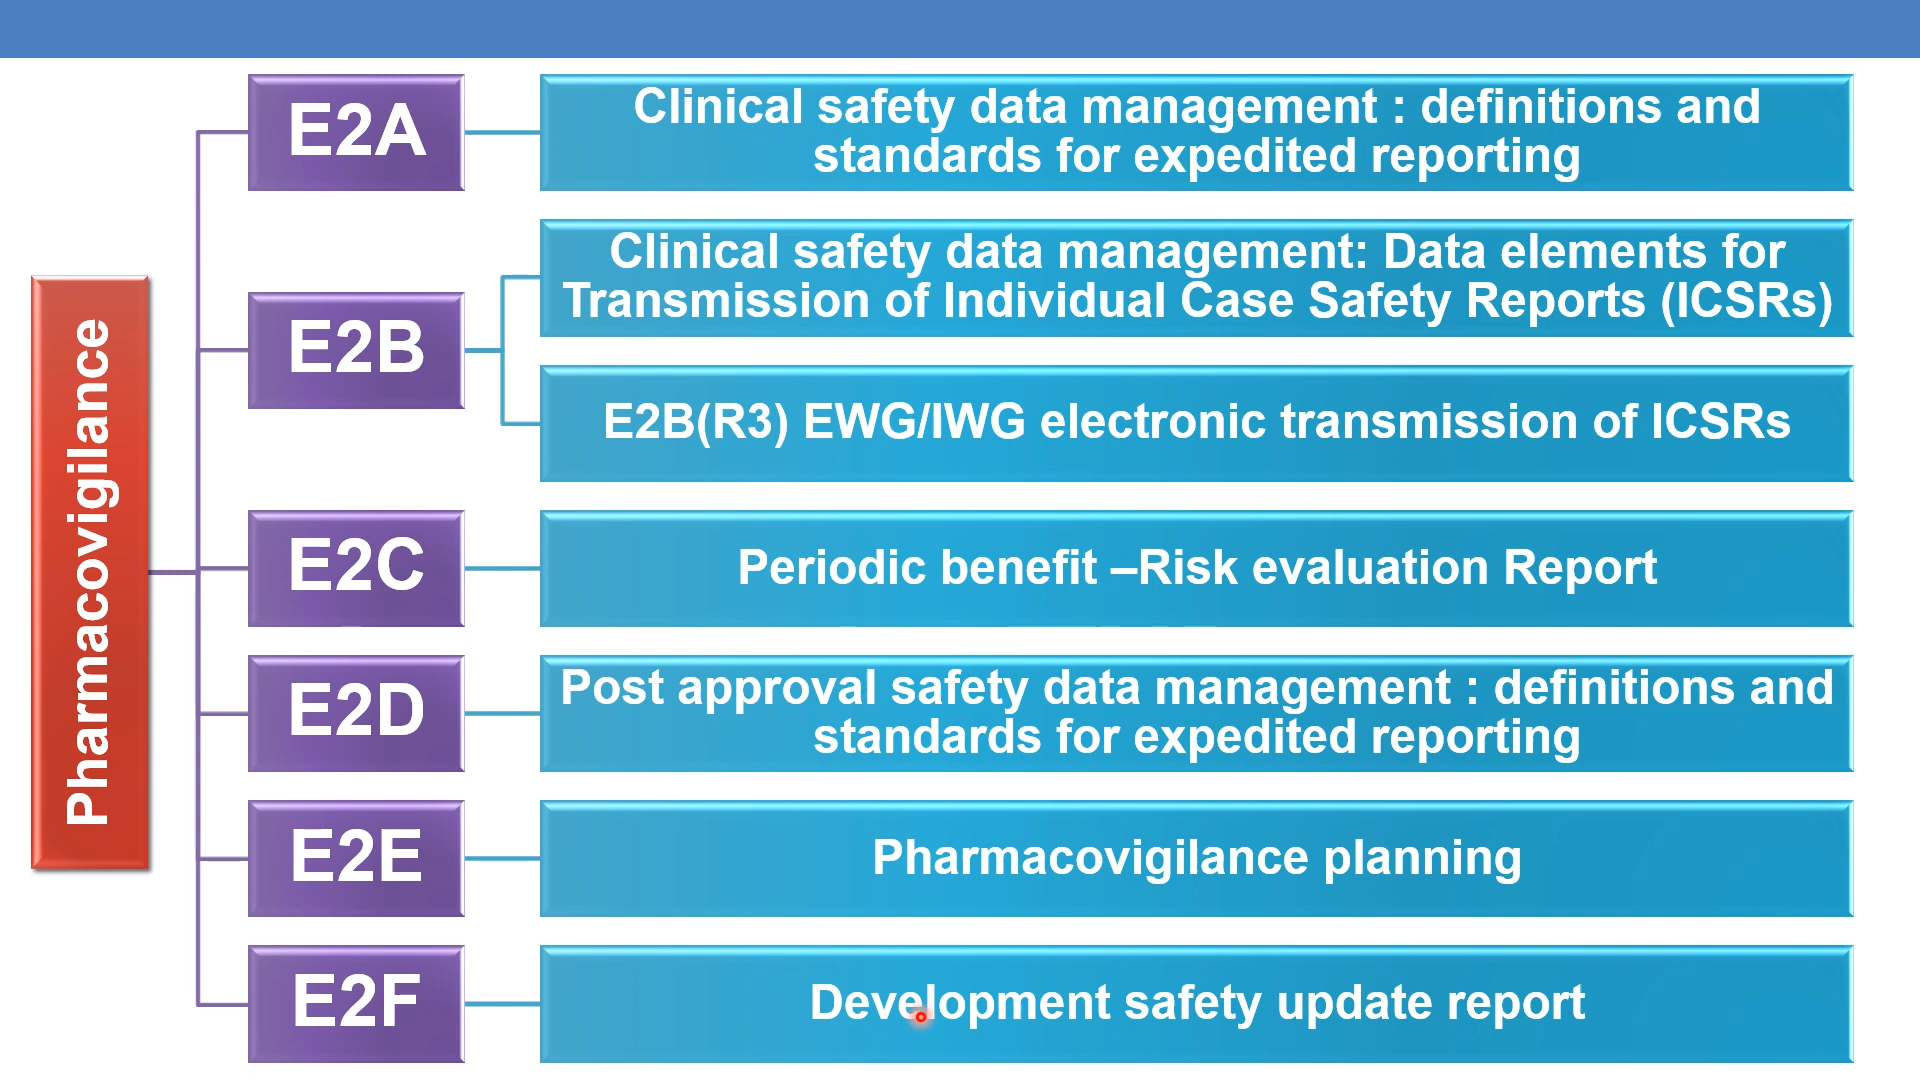 Pharmacovigilance
E2A
Clinical safety data management : definitions and
standards for expedited reporting
E2B
Clinical safety data management: Data elements for
Transmission of Individual Case Safety Reports (ICSRs)
E2B(R3) EWG/IWG electronic transmission of ICSRs
E2C
Periodic benefit –Risk evaluation Report
E2D
Post approval safety data management : definitions and
standards for expedited reporting
E2E
Pharmacovigilance planning
E2F
Development safety update report